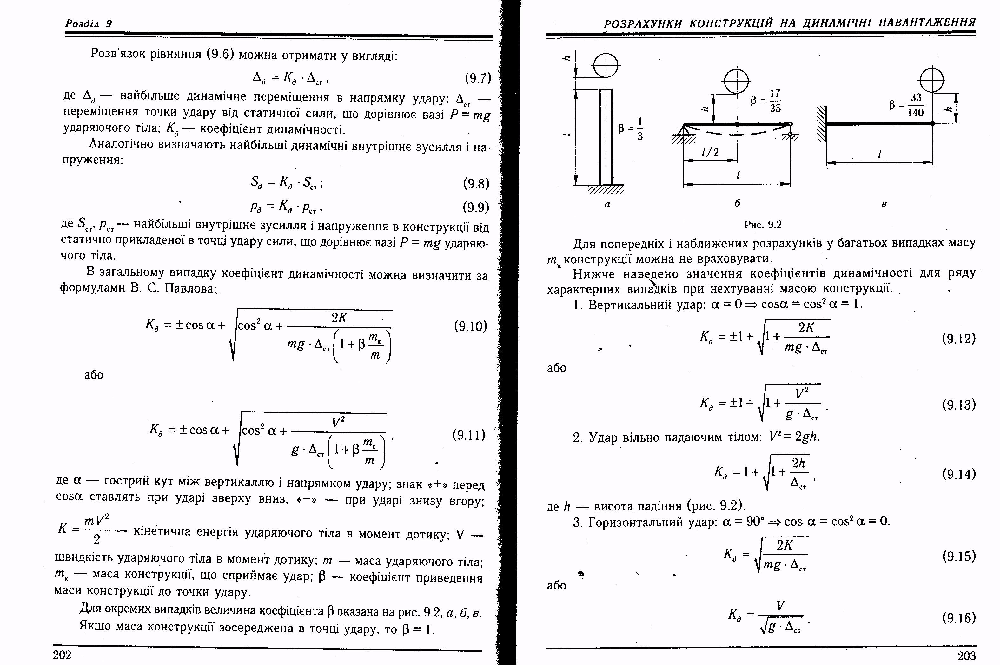 Розділ 9
Розв'язок рівняння (9.6) можна отримати у вигляді:
Δ_д = K_д · Δ_ст , (9.7)
де Δ_д — найбільше динамічне переміщення в напрямку удару; Δ_ст —
переміщення точки удару від статичної сили, що дорівнює вазі P = mg
ударяючого тіла; K_д — коефіцієнт динамічності.
Аналогічно визначають найбільші динамічні внутрішнє зусилля і на-
пруження:
S_д = K_д · S_ст ; (9.8)
p_д = K_д · p_ст , (9.9)
де S_ст, p_ст — найбільші внутрішнє зусилля і напруження в конструкції від
статично прикладеної в точці удару сили, що дорівнює вазі P = mg ударяю-
чого тіла.
В загальному випадку коефіцієнт динамічності можна визначити за
формулами В. С. Павлова:
K_д = ± cos α + √(cos² α + 2K / (mg · Δ_ст (1 + β m_к/m))) (9.10)
або
K_д = ± cos α + √(cos² α + V² / (g · Δ_ст (1 + β m_к/m))) , (9.11)
де α — гострий кут між вертикаллю і напрямком удару; знак «+» перед
cosα ставлять при ударі зверху вниз, «−» — при ударі знизу вгору;
K = mV²/2 — кінетична енергія ударяючого тіла в момент дотику; V —
швидкість ударяючого тіла в момент дотику; m — маса ударяючого тіла;
m_к — маса конструкції, що сприймає удар; β — коефіцієнт приведення
маси конструкції до точки удару.
Для окремих випадків величина коефіцієнта β вказана на рис. 9.2, а, б, в.
Якщо маса конструкції зосереджена в точці удару, то β = 1.
202
РОЗРАХУНКИ КОНСТРУКЦІЙ НА ДИНАМІЧНІ НАВАНТАЖЕННЯ
h
l
β = 1/3
а
h
β = 17/35
l/2
l
б
β = 33/140
h
l
в
Рис. 9.2
Для попередніх і наближених розрахунків у багатьох випадках масу
m_к конструкції можна не враховувати.
Нижче наведено значення коефіцієнтів динамічності для ряду
характерних випадків при нехтуванні масою конструкції.
1. Вертикальний удар: α = 0 ⇒ cosα = cos² α = 1.
K_д = ±1 + √(1 + 2K / (mg · Δ_ст)) (9.12)
або
K_д = ±1 + √(1 + V² / (g · Δ_ст)) . (9.13)
2. Удар вільно падаючим тілом: V² = 2gh.
K_д = 1 + √(1 + 2h / Δ_ст) , (9.14)
де h — висота падіння (рис. 9.2).
3. Горизонтальний удар: α = 90° ⇒ cos α = cos² α = 0.
K_д = √(2K / (mg · Δ_ст)) (9.15)
або
K_д = V / √(g · Δ_ст) . (9.16)
203